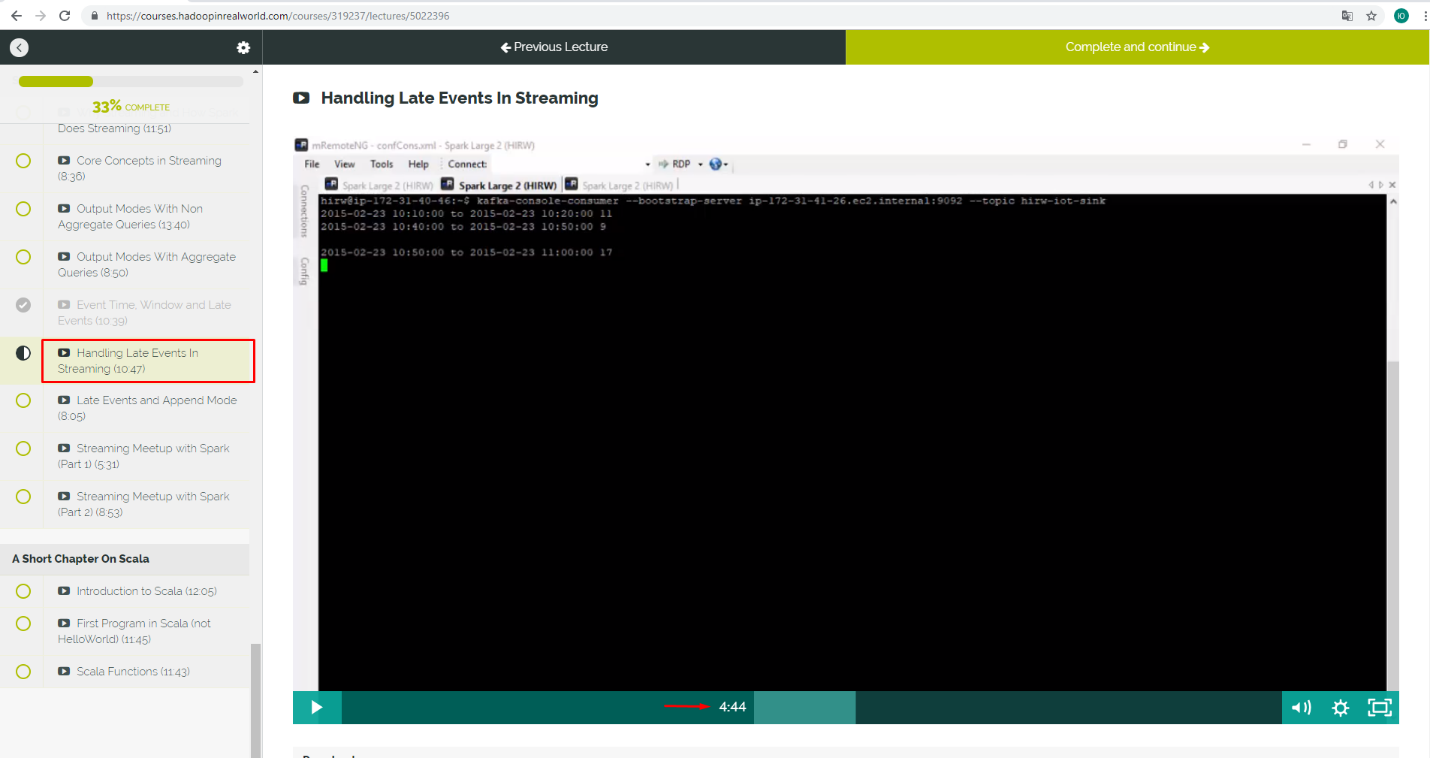 https://courses.hadoopinrealworld.com/courses/319237/lectures/5022396
IO
Previous Lecture
Complete and continue
33% COMPLETE
Does Streaming (11:51)
Core Concepts in Streaming
(8:36)
Output Modes With Non
Aggregate Queries (13:40)
Output Modes With Aggregate
Queries (8:50)
Event Time, Window and Late
Events (10:39)
Handling Late Events In
Streaming (10:47)
Late Events and Append Mode
(8:05)
Streaming Meetup with Spark
(Part 1) (5:31)
Streaming Meetup with Spark
(Part 2) (8:53)
A Short Chapter On Scala
Introduction to Scala (12:05)
First Program in Scala (not
HelloWorld) (11:45)
Scala Functions (11:43)
Handling Late Events In Streaming
mRemoteNG - confCons.xml - Spark Large 2 (HIRW)
File View Tools Help Connect: RDP
Spark Large 2 (HIRW) Spark Large 2 (HIRW) Spark Large 2 (HIRW)
Connections
Config
hirw@ip-172-31-40-46:~$ kafka-console-consumer --bootstrap-server ip-172-31-41-26.ec2.internal:9092 --topic hirw-iot-sink
2015-02-23 10:10:00 to 2015-02-23 10:20:00 11
2015-02-23 10:40:00 to 2015-02-23 10:50:00 9
2015-02-23 10:50:00 to 2015-02-23 11:00:00 17
4:44